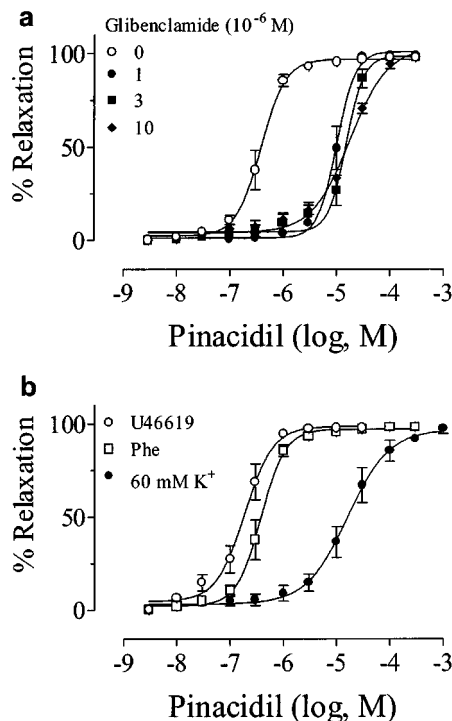 a
Glibenclamide (10⁻⁶ M)
0
1
3
10
% Relaxation
100
50
0
-9 -8 -7 -6 -5 -4 -3
Pinacidil (log, M)
b
U46619
Phe
60 mM K⁺
% Relaxation
100
50
0
-9 -8 -7 -6 -5 -4 -3
Pinacidil (log, M)